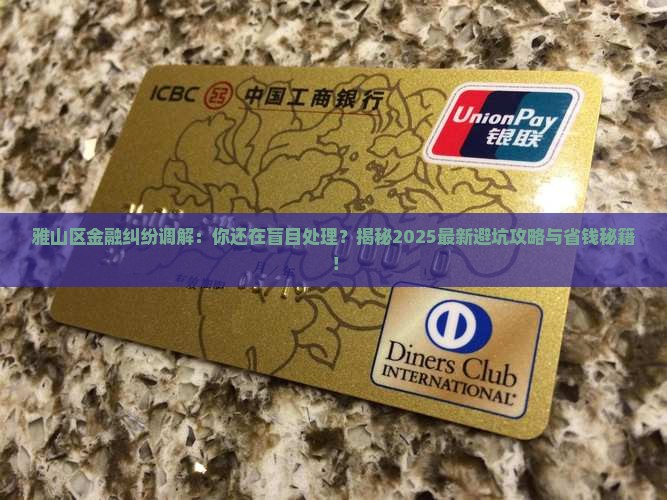 ICBC 中国工商银行
UnionPay
银联
雅山区金融纠纷调解：你还在盲目处理？揭秘2025最新避坑攻略与省钱秘籍
！
Diners Club
INTERNATIONAL